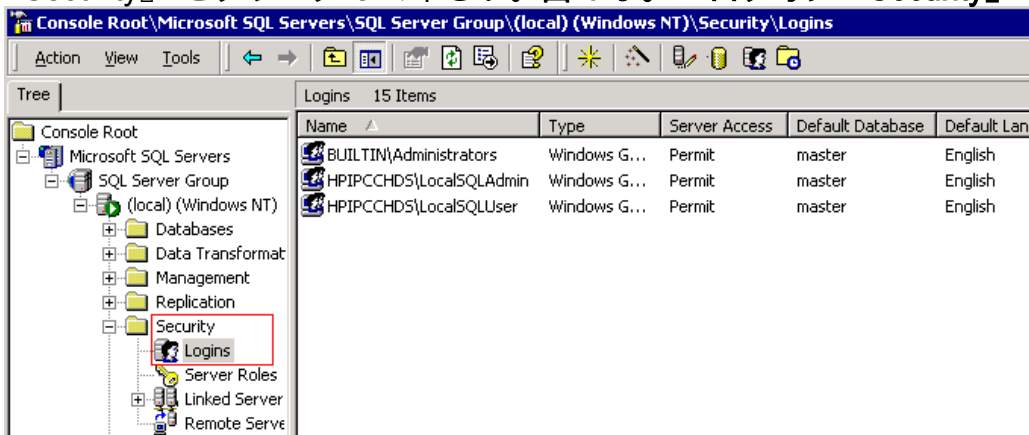 Console Root\Microsoft SQL Servers\SQL Server Group\(local) (Windows NT)\Security\Logins
Action View Tools
Tree
Logins 15 Items
Console Root
Microsoft SQL Servers
SQL Server Group
(local) (Windows NT)
Databases
Data Transformat
Management
Replication
Security
Logins
Server Roles
Linked Server
Remote Serve
Name Type Server Access Default Database Default Lan
BUILTIN\Administrators Windows G... Permit master English
HPIPCCHDS\LocalSQLAdmin Windows G... Permit master English
HPIPCCHDS\LocalSQLUser Windows G... Permit master English